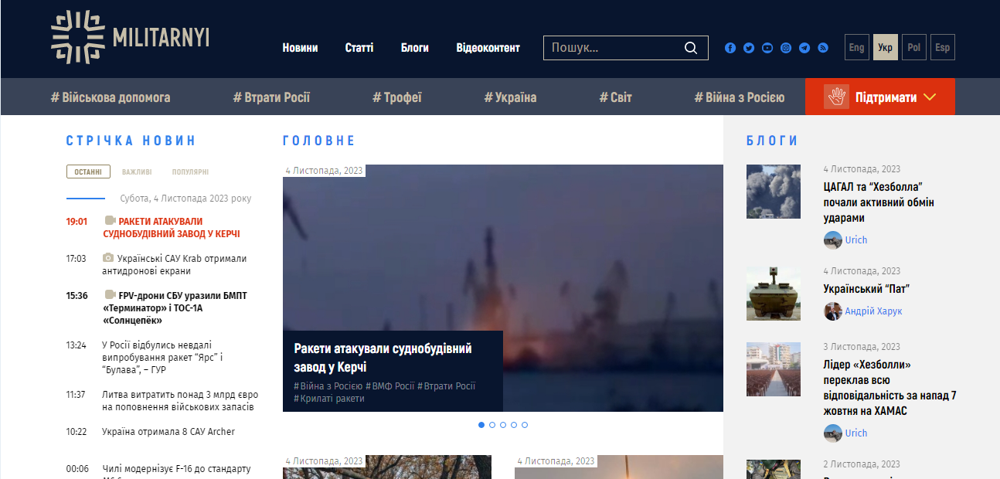 MILITARNYI
Новини Статті Блоги Відеоконтент
Пошук...
Eng Укр Pol Esp
# Військова допомога # Втрати Росії # Трофеї # Україна # Світ # Війна з Росією
Підтримати
СТРІЧКА НОВИН
ОСТАННІ ВАЖЛИВІ ПОПУЛЯРНІ
Субота, 4 Листопада 2023 року
19:01 РАКЕТИ АТАКУВАЛИ
СУДНОБУДІВНИЙ ЗАВОД У КЕРЧІ
17:03 Українські САУ Krab отримали
антидронові екрани
15:36 FPV-дрони СБУ уразили БМПТ
«Терминатор» і ТОС-1А
«Солнцепёк»
13:24 У Росії відбулись невдалі
випробування ракет “Ярс” і
“Булава”, – ГУР
11:37 Литва витратить понад 3 млрд євро
на поповнення військових запасів
10:22 Україна отримала 8 САУ Archer
00:06 Чилі модернізує F-16 до стандарту
ГОЛОВНЕ
4 Листопада, 2023
Ракети атакували суднобудівний
завод у Керчі
#Війна з Росією #ВМФ Росії #Втрати Росії
#Крилаті ракети
4 Листопада, 2023
4 Листопада, 2023
БЛОГИ
4 Листопада, 2023
ЦАГАЛ та “Хезболла”
почали активний обмін
ударами
Urich
4 Листопада, 2023
Український “Пат”
Андрій Харук
3 Листопада, 2023
Лідер «Хезболли»
переклав всю
відповідальність за напад 7
жовтня на ХАМАС
Urich
2 Листопада, 2023